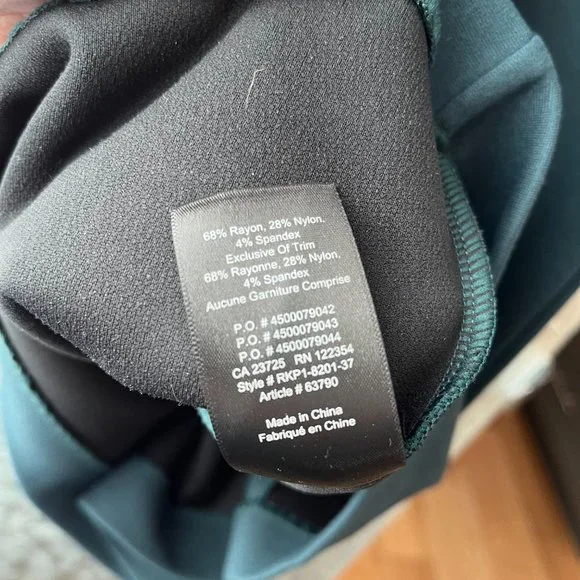 68% Rayon, 28% Nylon.
4% Spandex
Exclusive Of Trim
68% Rayonne, 28% Nylon,
4% Spandex
Aucune Garniture Comprise
P.O. # 4500079042
P.O. # 4500079043
P.O. # 4500079044
CA 23725 RN 122354
Style # RKP1-8201-37
Article # 63790
Made in China
Fabriqué en Chine